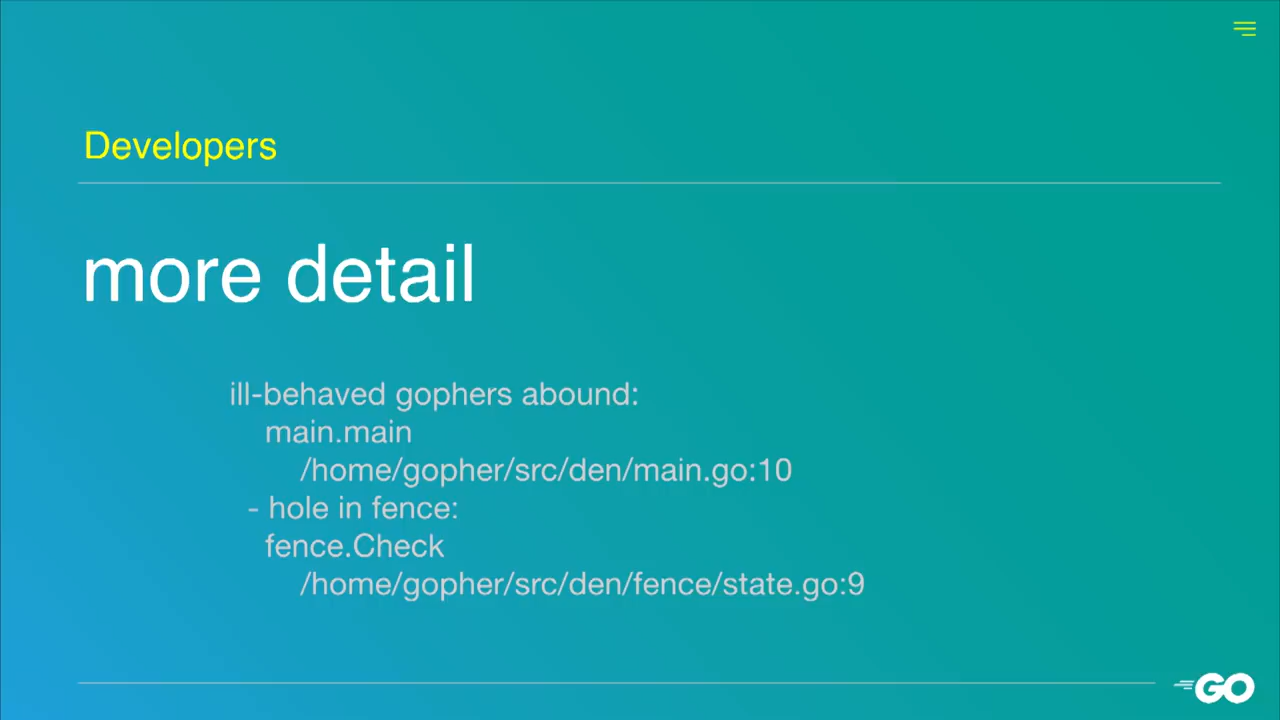 Developers
more detail
ill-behaved gophers abound:
main.main
/home/gopher/src/den/main.go:10
- hole in fence:
fence.Check
/home/gopher/src/den/fence/state.go:9
GO